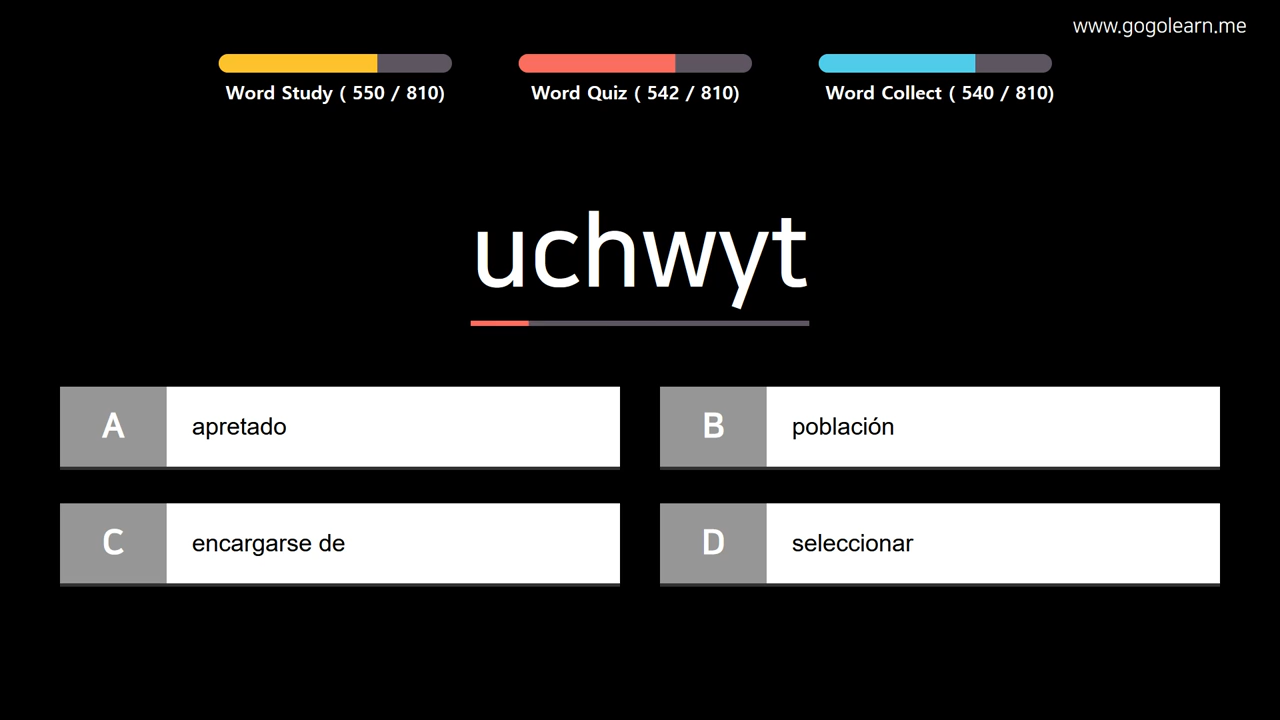 www.gogolearn.me
Word Study ( 550 / 810)
Word Quiz ( 542 / 810)
Word Collect ( 540 / 810)
uchwyt
A apretado
B población
C encargarse de
D seleccionar